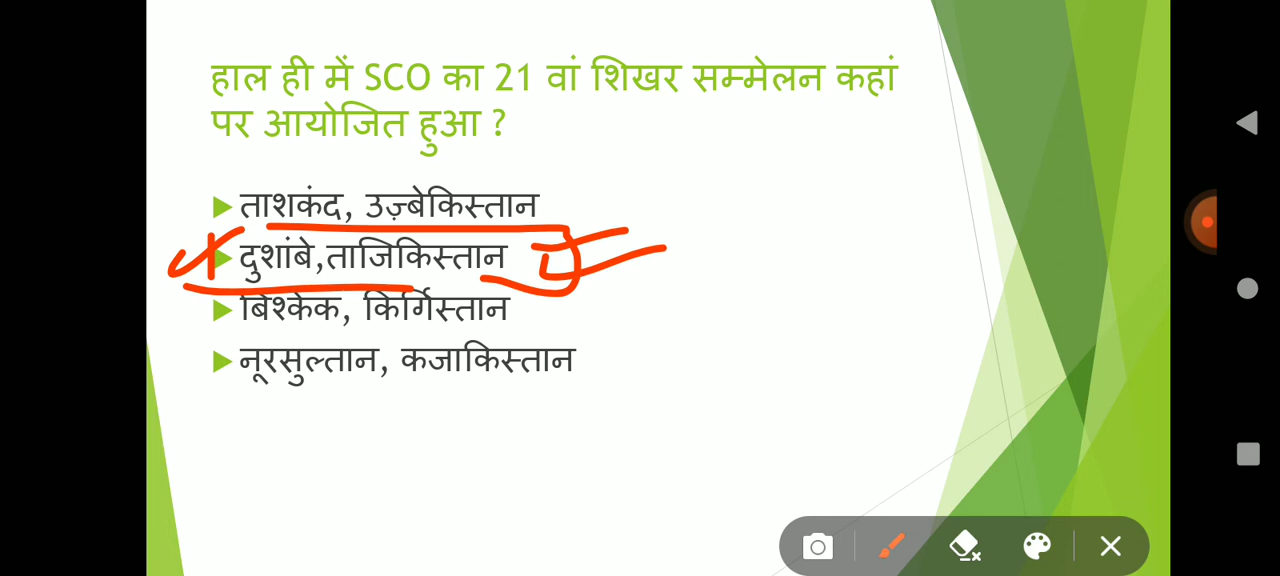 हाल ही में SCO का 21 वां शिखर सम्मेलन कहां
पर आयोजित हुआ ?
ताशकंद, उज़्बेकिस्तान
दुशांबे,ताजिकिस्तान
बिश्केक, किर्गिस्तान
नूरसुल्तान, कजाकिस्तान